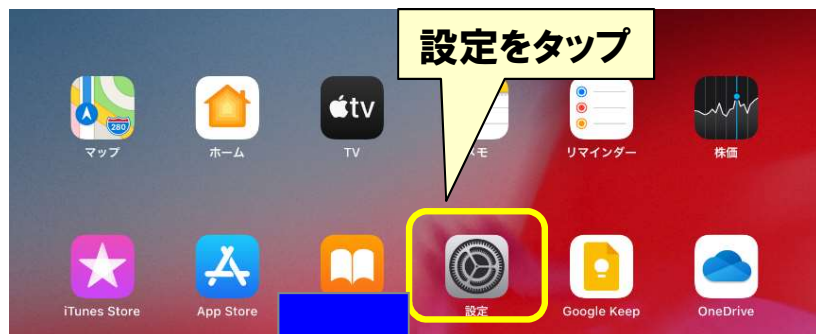 設定をタップ
tv
280
マップ
ホーム
TV
メモ
リマインダー
株価
iTunes Store
App Store
設定
Google Keep
OneDrive